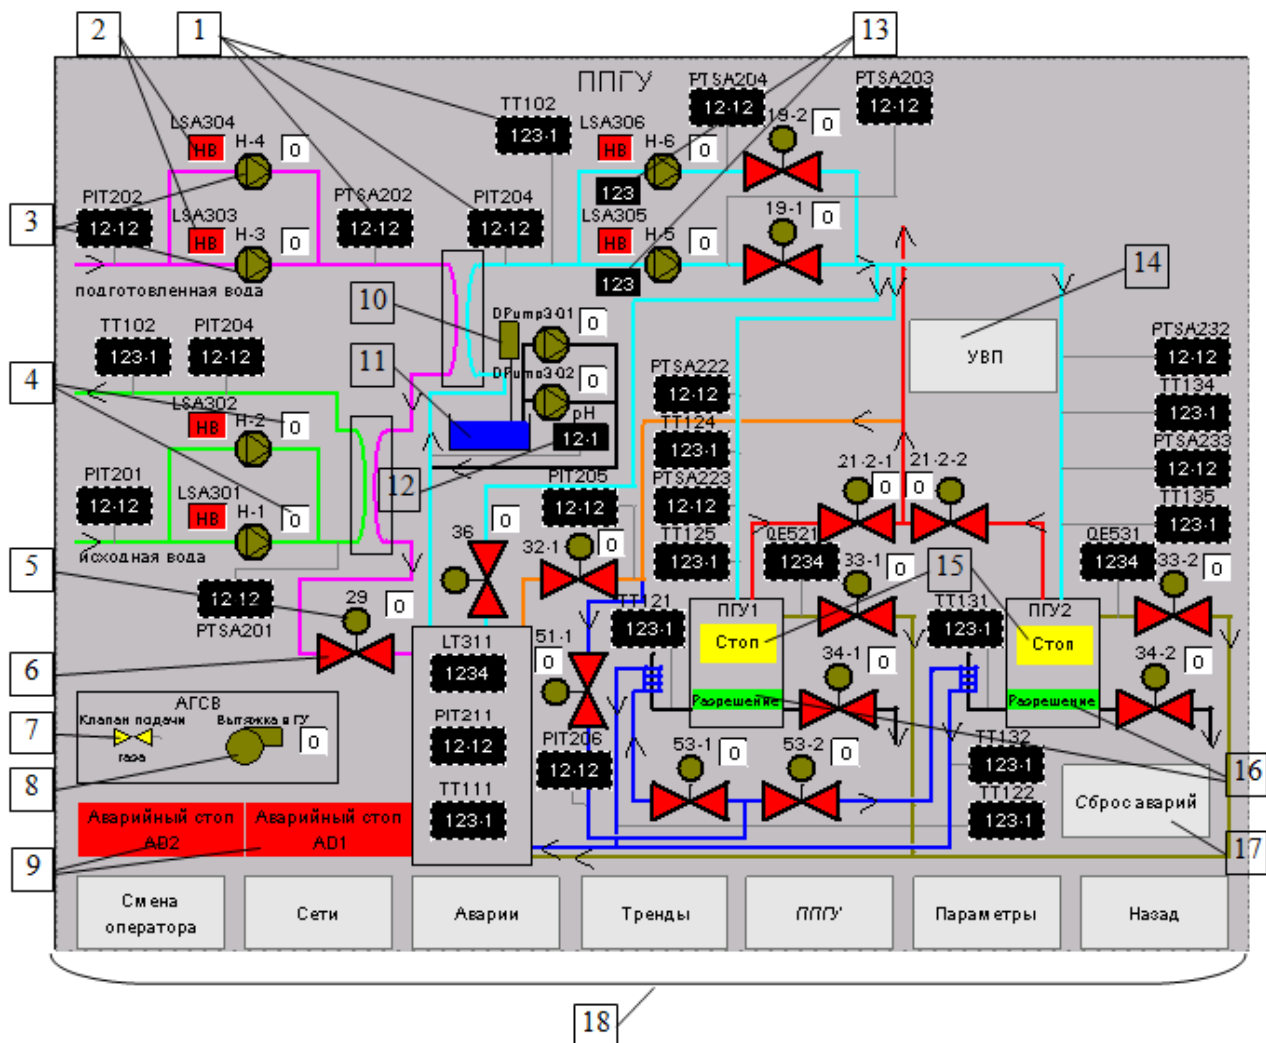 2
1
13
ППГУ
PTSA204
12·12
PTSA203
12·12
TT102
123·1
19-2
0
LSA304
НВ
Н-4
0
LSA306
НВ
Н-6
0
123
3
PIT202
12·12
LSA303
НВ
Н-3
0
PTSA202
12·12
PIT204
12·12
LSA305
НВ
Н-5
0
123
19-1
0
подготовленная вода
14
УВП
10
DPump3-01
0
11
DPump3-02
0
pH
12·1
12
TT102
123·1
PIT204
12·12
4
LSA302
НВ
Н-2
0
PIT201
12·12
LSA301
НВ
Н-1
0
исходная вода
PTSA222
12·12
TT124
123·1
PTSA223
12·12
TT125
123·1
PTSA232
12·12
TT134
123·1
PTSA233
12·12
TT135
123·1
21-2-1
0
21-2-2
0
PIT205
12·12
36
0
32-1
0
QE521
1234
33-1
0
15
QE531
1234
33-2
0
5
12·12
PTSA201
29
0
6
TT121
123·1
ПГУ1
Стоп
Разрешение
TT131
123·1
ПГУ2
Стоп
Разрешение
51-1
0
34-1
0
34-2
0
LT311
1234
PIT211
12·12
TT111
123·1
PIT206
12·12
53-1
0
53-2
0
TT132
123·1
TT122
123·1
16
7
АГСВ
Клапан подачи
газа
Вытяжка в ГУ
0
8
Сброс аварий
17
9
Аварийный стоп
AD2
Аварийный стоп
AD1
Смена
оператора
Сети
Аварии
Тренды
ППГУ
Параметры
Назад
18